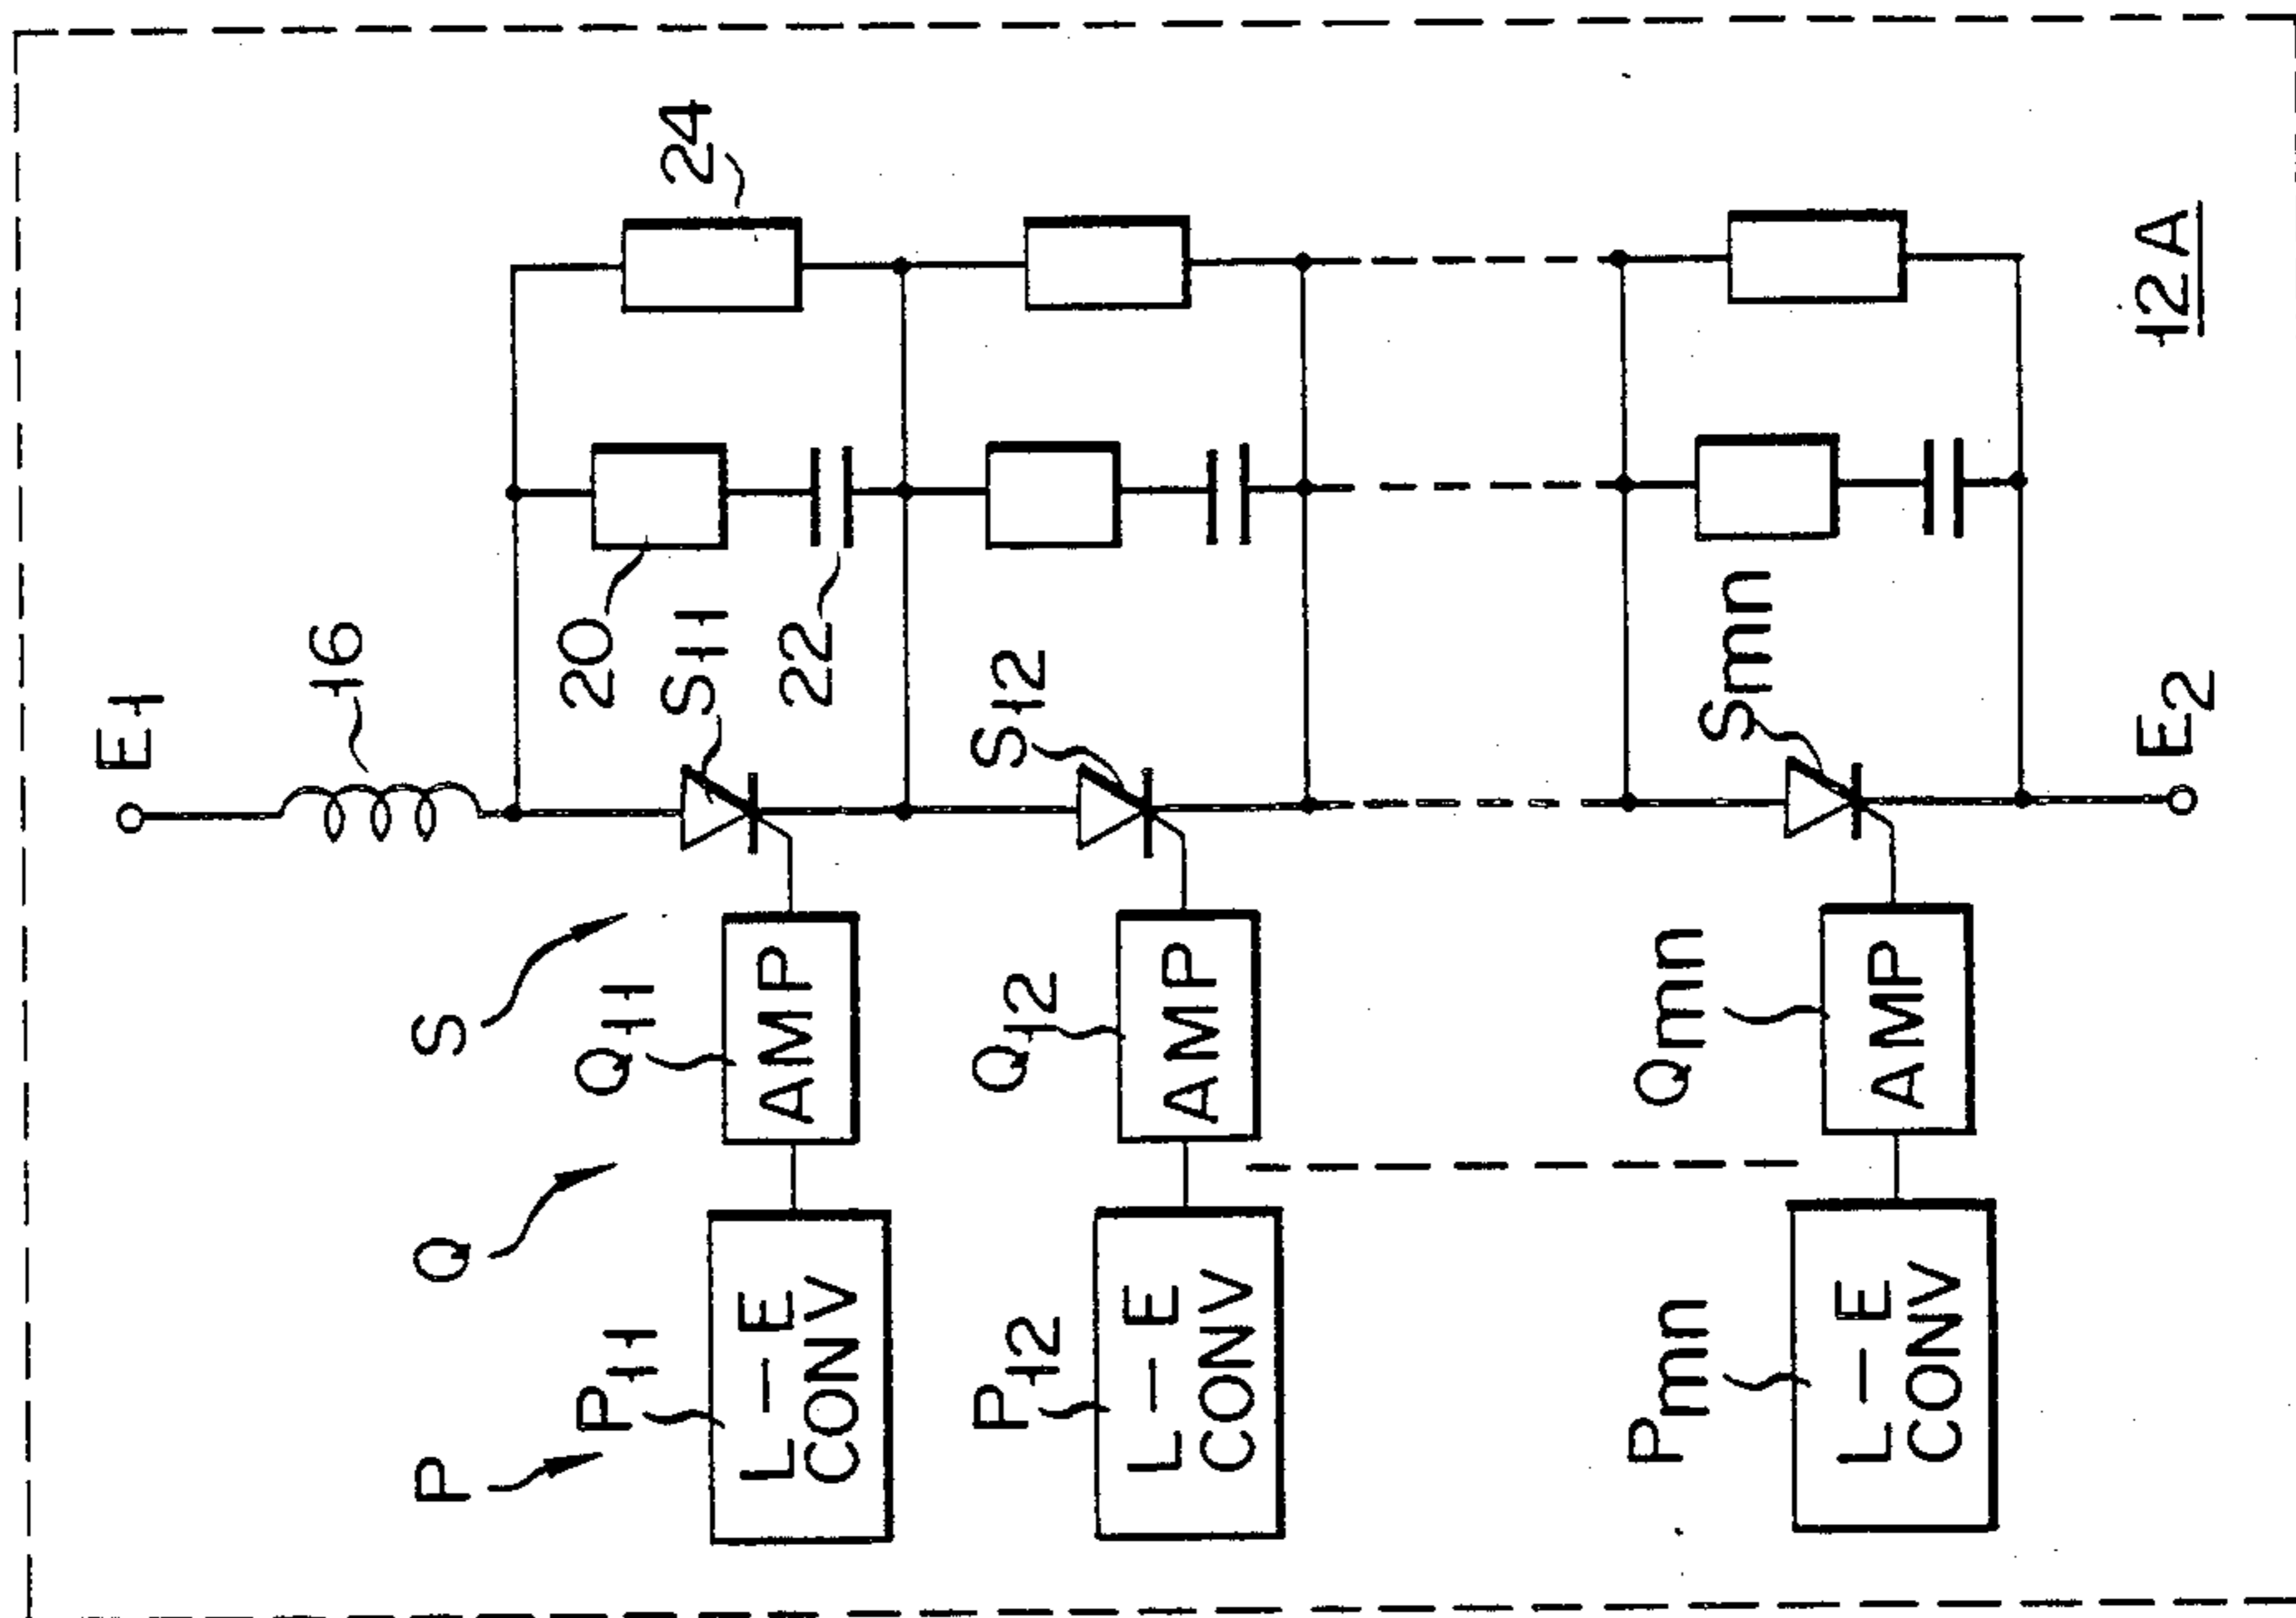 E1
16
24
20
S11
22
S12
Smn
E2
12A
S
Q
P
Q11
AMP
P11
L-E
CONV
Q12
AMP
P12
L-E
CONV
Qmn
AMP
Pmn
L-E
CONV